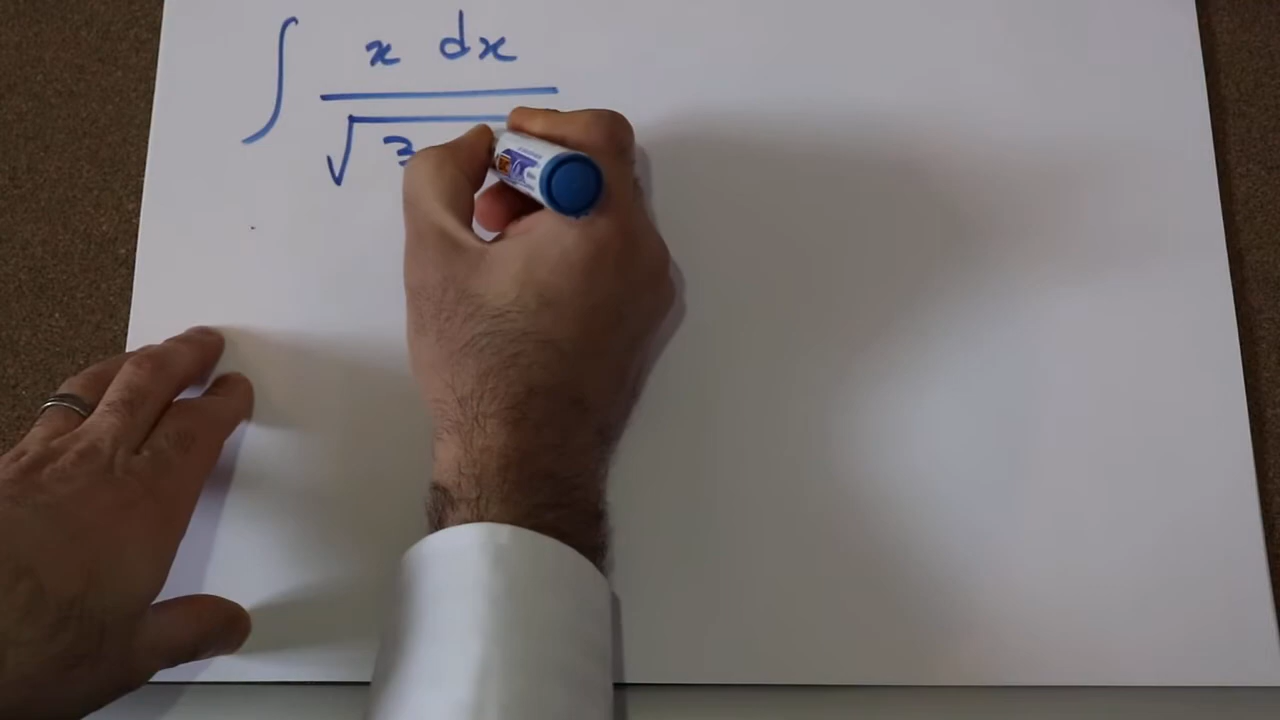 ∫ x dx
√3